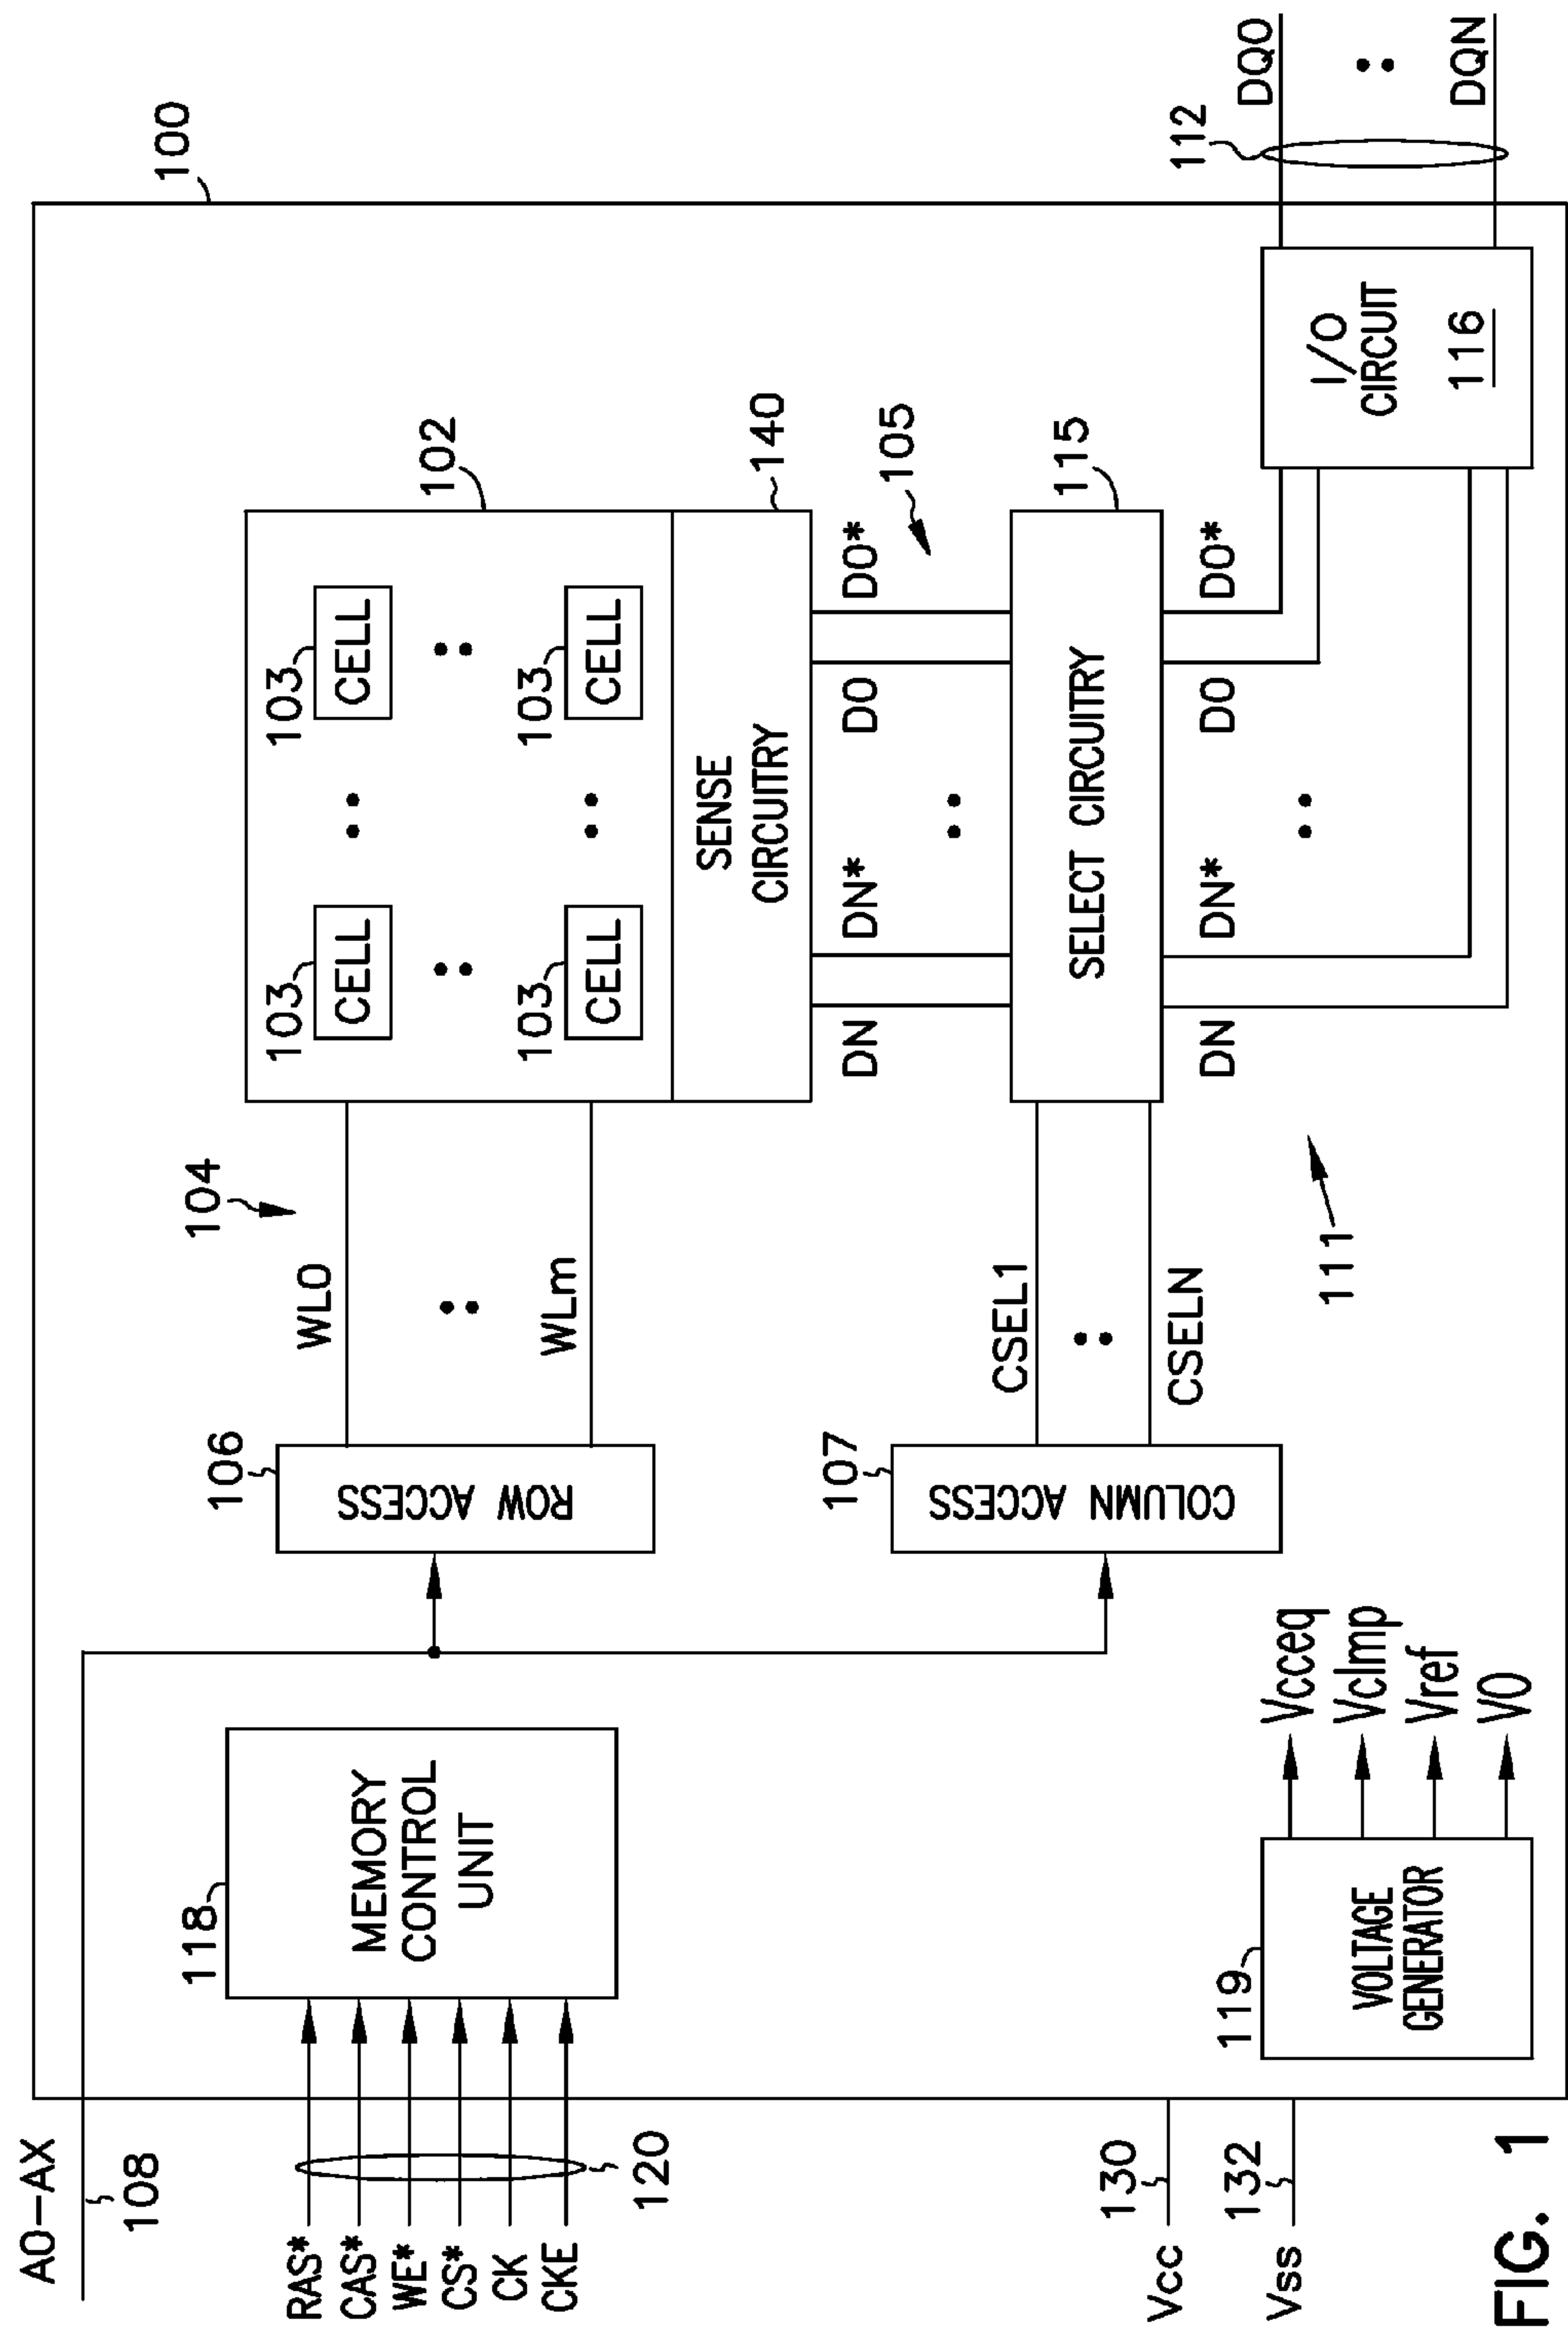 100
A0-AX
108
104
102
103
CELL
103
CELL
103
CELL
103
CELL
106
ROW ACCESS
WL0
WLm
118
MEMORY
CONTROL
UNIT
RAS*
CAS*
WE*
CS*
CK
CKE
120
SENSE
CIRCUITRY
140
DN
DN*
D0
D0*
105
107
COLUMN ACCESS
CSEL1
CSELN
SELECT CIRCUITRY
115
DN
DN*
D0
D0*
111
112
DQ0
DQN
I/O
CIRCUIT
116
119
VOLTAGE
GENERATOR
Vcceq
Vclmp
Vref
V0
Vcc
130
Vss
132
FIG. 1